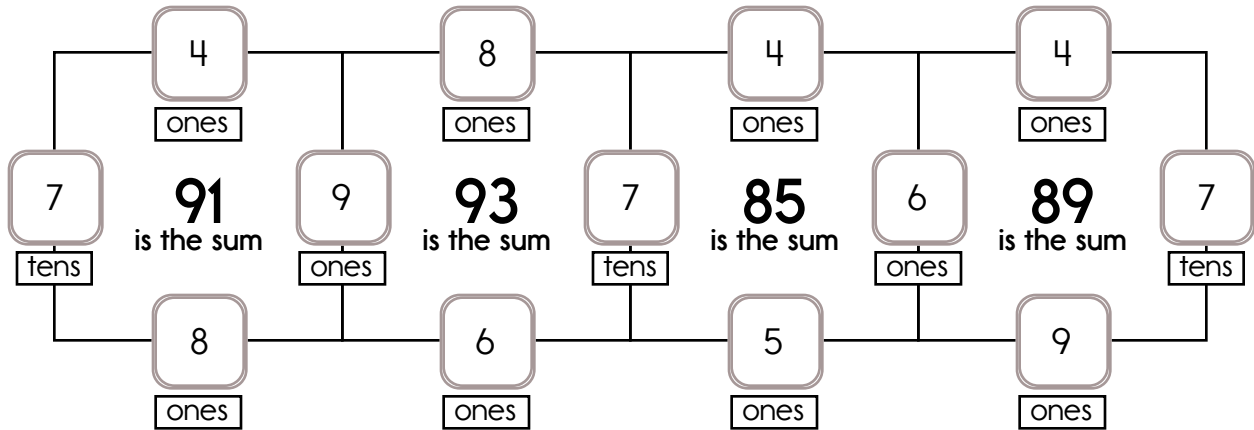 4 8 4 4
ones ones ones ones
7 91 9 93 7 85 6 89 7
is the sum is the sum is the sum is the sum
tens ones tens ones tens
8 6 5 9
ones ones ones ones